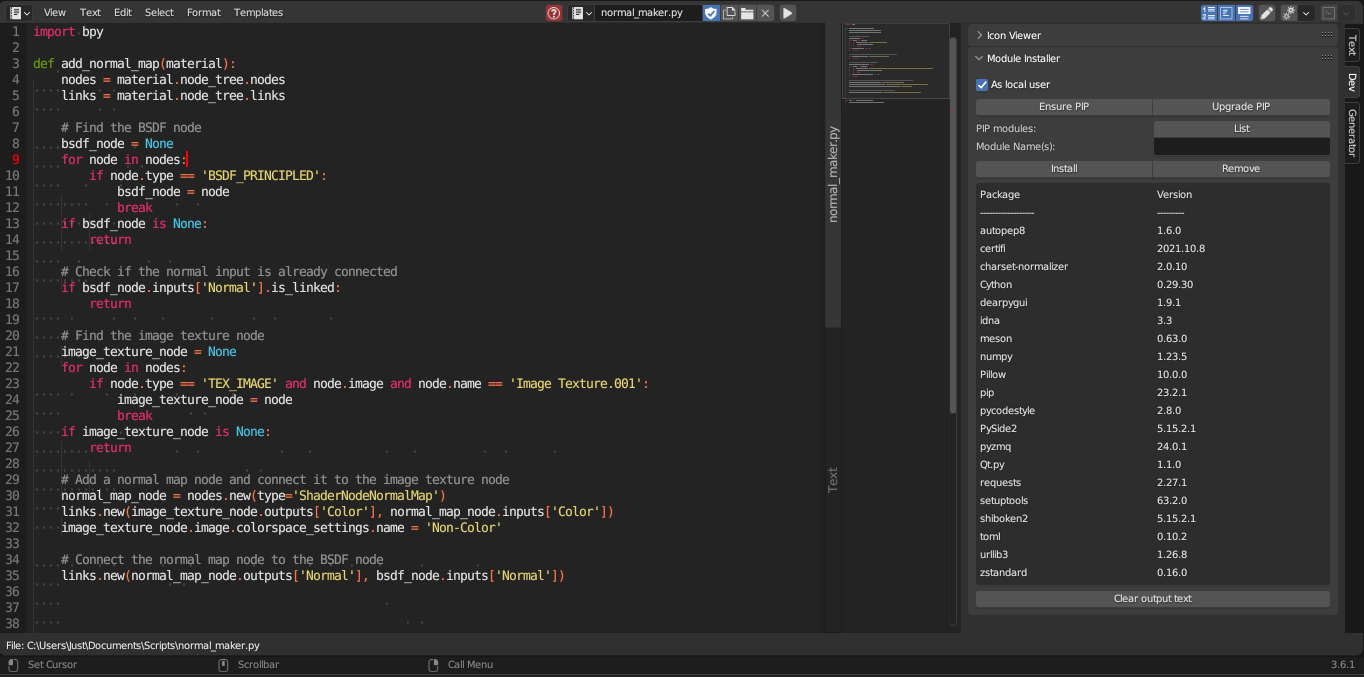 View Text Edit Select Format Templates normal_maker.py
1 import bpy
2
3 def add_normal_map(material):
4     nodes = material.node_tree.nodes
5     links = material.node_tree.links
6
7     # Find the BSDF node
8     bsdf_node = None
9     for node in nodes:
10         if node.type == 'BSDF_PRINCIPLED':
11             bsdf_node = node
12             break
13     if bsdf_node is None:
14         return
15
16     # Check if the normal input is already connected
17     if bsdf_node.inputs['Normal'].is_linked:
18         return
19
20     # Find the image texture node
21     image_texture_node = None
22     for node in nodes:
23         if node.type == 'TEX_IMAGE' and node.image and node.name == 'Image Texture.001':
24             image_texture_node = node
25             break
26     if image_texture_node is None:
27         return
28
29     # Add a normal map node and connect it to the image texture node
30     normal_map_node = nodes.new(type='ShaderNodeNormalMap')
31     links.new(image_texture_node.outputs['Color'], normal_map_node.inputs['Color'])
32     image_texture_node.image.colorspace_settings.name = 'Non-Color'
33
34     # Connect the normal map node to the BSDF node
35     links.new(normal_map_node.outputs['Normal'], bsdf_node.inputs['Normal'])
36
37
38
normal_maker.py
Text
Icon Viewer
Module Installer
As local user
Ensure PIP Upgrade PIP
PIP modules: List
Module Name(s):
Install Remove
Package Version
------------------ ---------
autopep8 1.6.0
certifi 2021.10.8
charset-normalizer 2.0.10
Cython 0.29.30
dearpygui 1.9.1
idna 3.3
meson 0.63.0
numpy 1.23.5
Pillow 10.0.0
pip 23.2.1
pycodestyle 2.8.0
PySide2 5.15.2.1
pyzmq 24.0.1
Qt.py 1.1.0
requests 2.27.1
setuptools 63.2.0
shiboken2 5.15.2.1
toml 0.10.2
urllib3 1.26.8
zstandard 0.16.0
Clear output text
Text
Dev
Generator
File: C:\Users\Just\Documents\Scripts\normal_maker.py
Set Cursor Scrollbar Call Menu 3.6.1